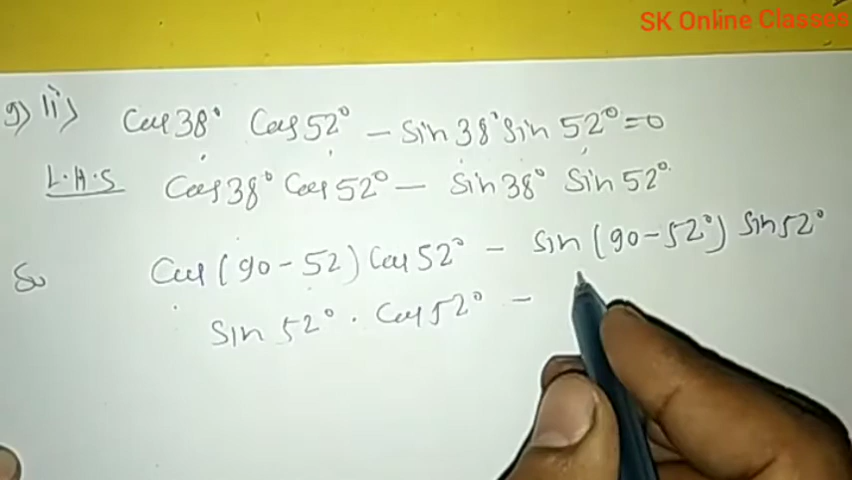 SK Online Classes
9) ii) Cos 38° Cos 52° - Sin 38° Sin 52° = 0
L.H.S Cos 38° Cos 52° - Sin 38° Sin 52°
Cos (90 - 52) Cos 52° - Sin (90 - 52°) Sin 52°
Sin 52° . Cos 52° -